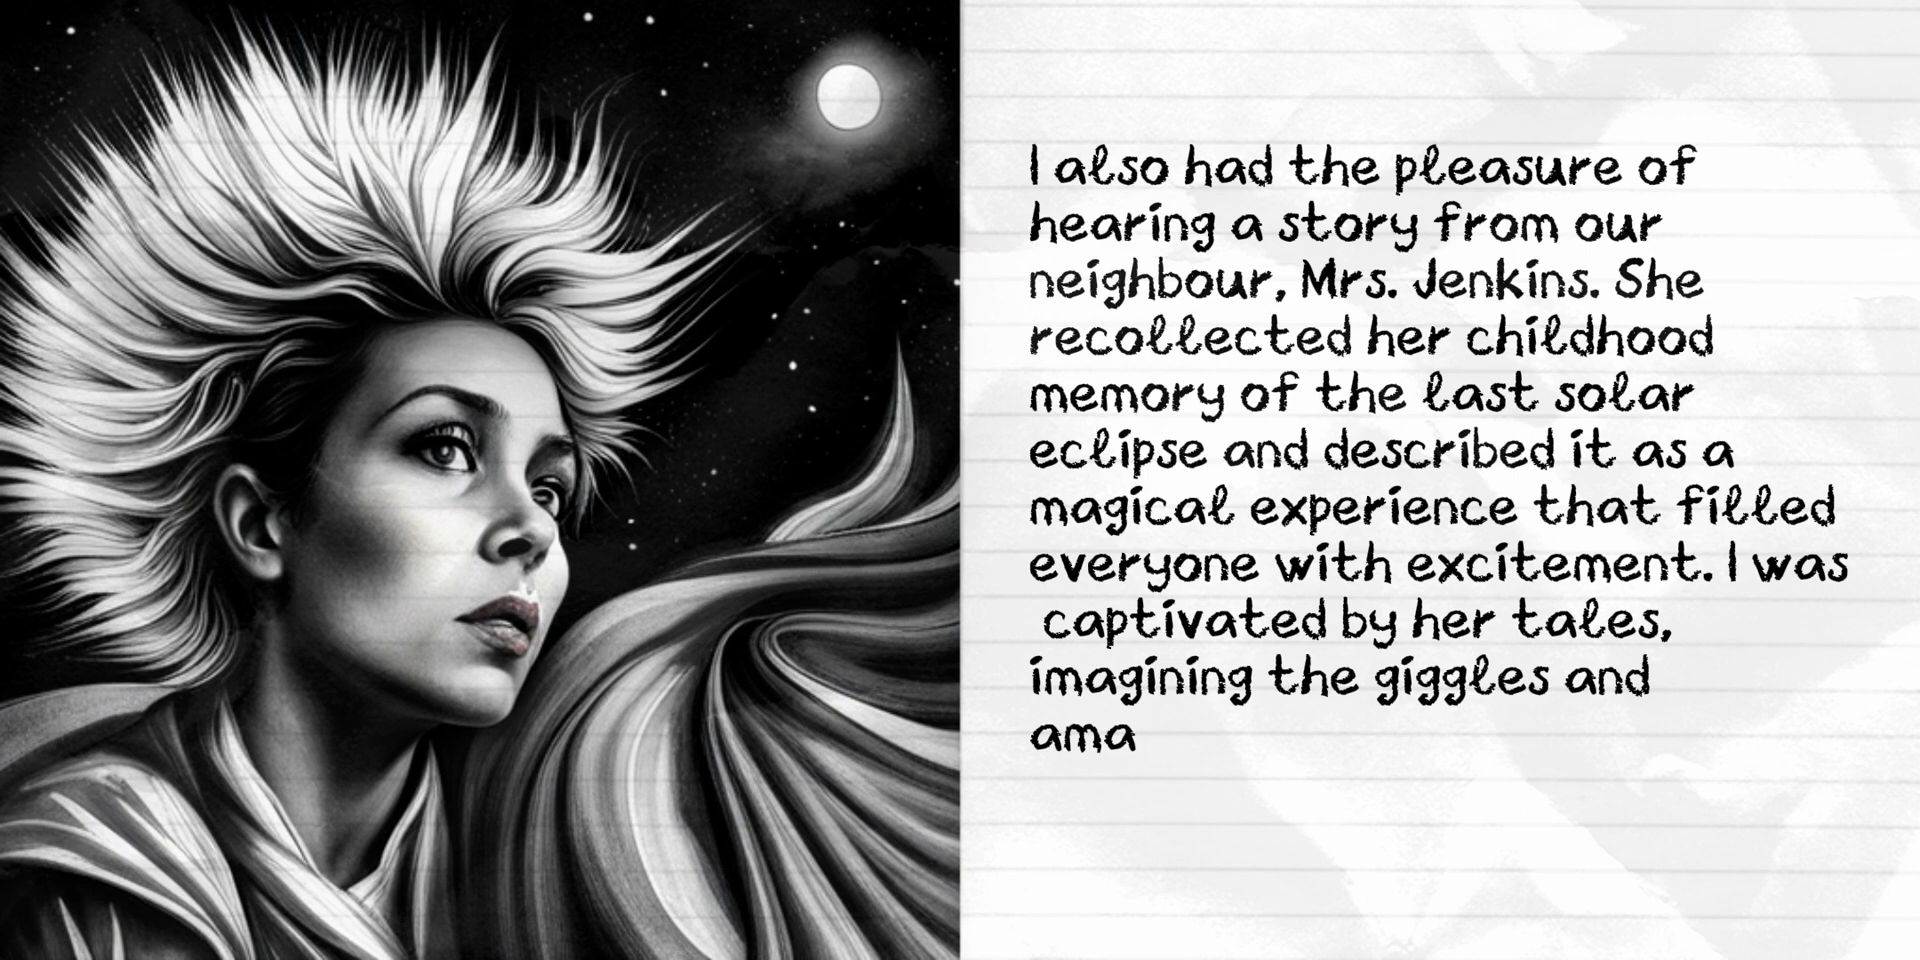 I also had the pleasure of
hearing a story from our
neighbour, Mrs. Jenkins. She
recollected her childhood
memory of the last solar
eclipse and described it as a
magical experience that filled
everyone with excitement. I was
captivated by her tales,
imagining the giggles and
ama